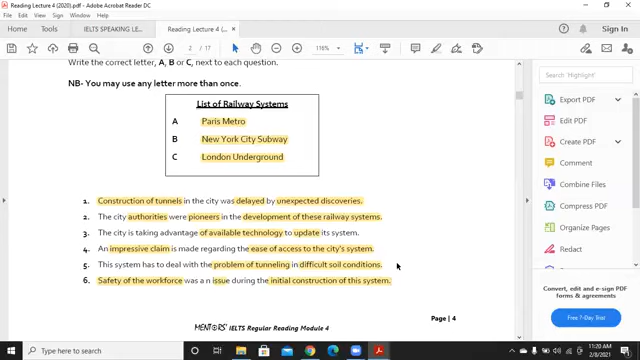 Reading Lecture 4 (2020).pdf - Adobe Acrobat Reader DC
File Edit View Sign Window Help
Home Tools IELTS SPEAKING LECT... Reading Lecture 4 (2... × Sign In
2 / 17 116%
Write the correct letter, A, B or C, next to each question.
NB- You may use any letter more than once.
List of Railway Systems
A Paris Metro
B New York City Subway
C London Underground
1. Construction of tunnels in the city was delayed by unexpected discoveries.
2. The city authorities were pioneers in the development of these railway systems.
3. The city is taking advantage of available technology to update its system.
4. An impressive claim is made regarding the ease of access to the city's system.
5. This system has to deal with the problem of tunneling in difficult soil conditions.
6. Safety of the workforce was a n issue during the initial construction of this system.
Page | 4
MENTORS' IELTS Regular Reading Module 4
Search 'Highlight'
Export PDF
Edit PDF
Create PDF
Comment
Combine Files
Compress PDF
Organize Pages
Redact
Convert, edit and e-sign PDF
forms & agreements
Free 7-Day Trial
11:20 AM
2/8/2021